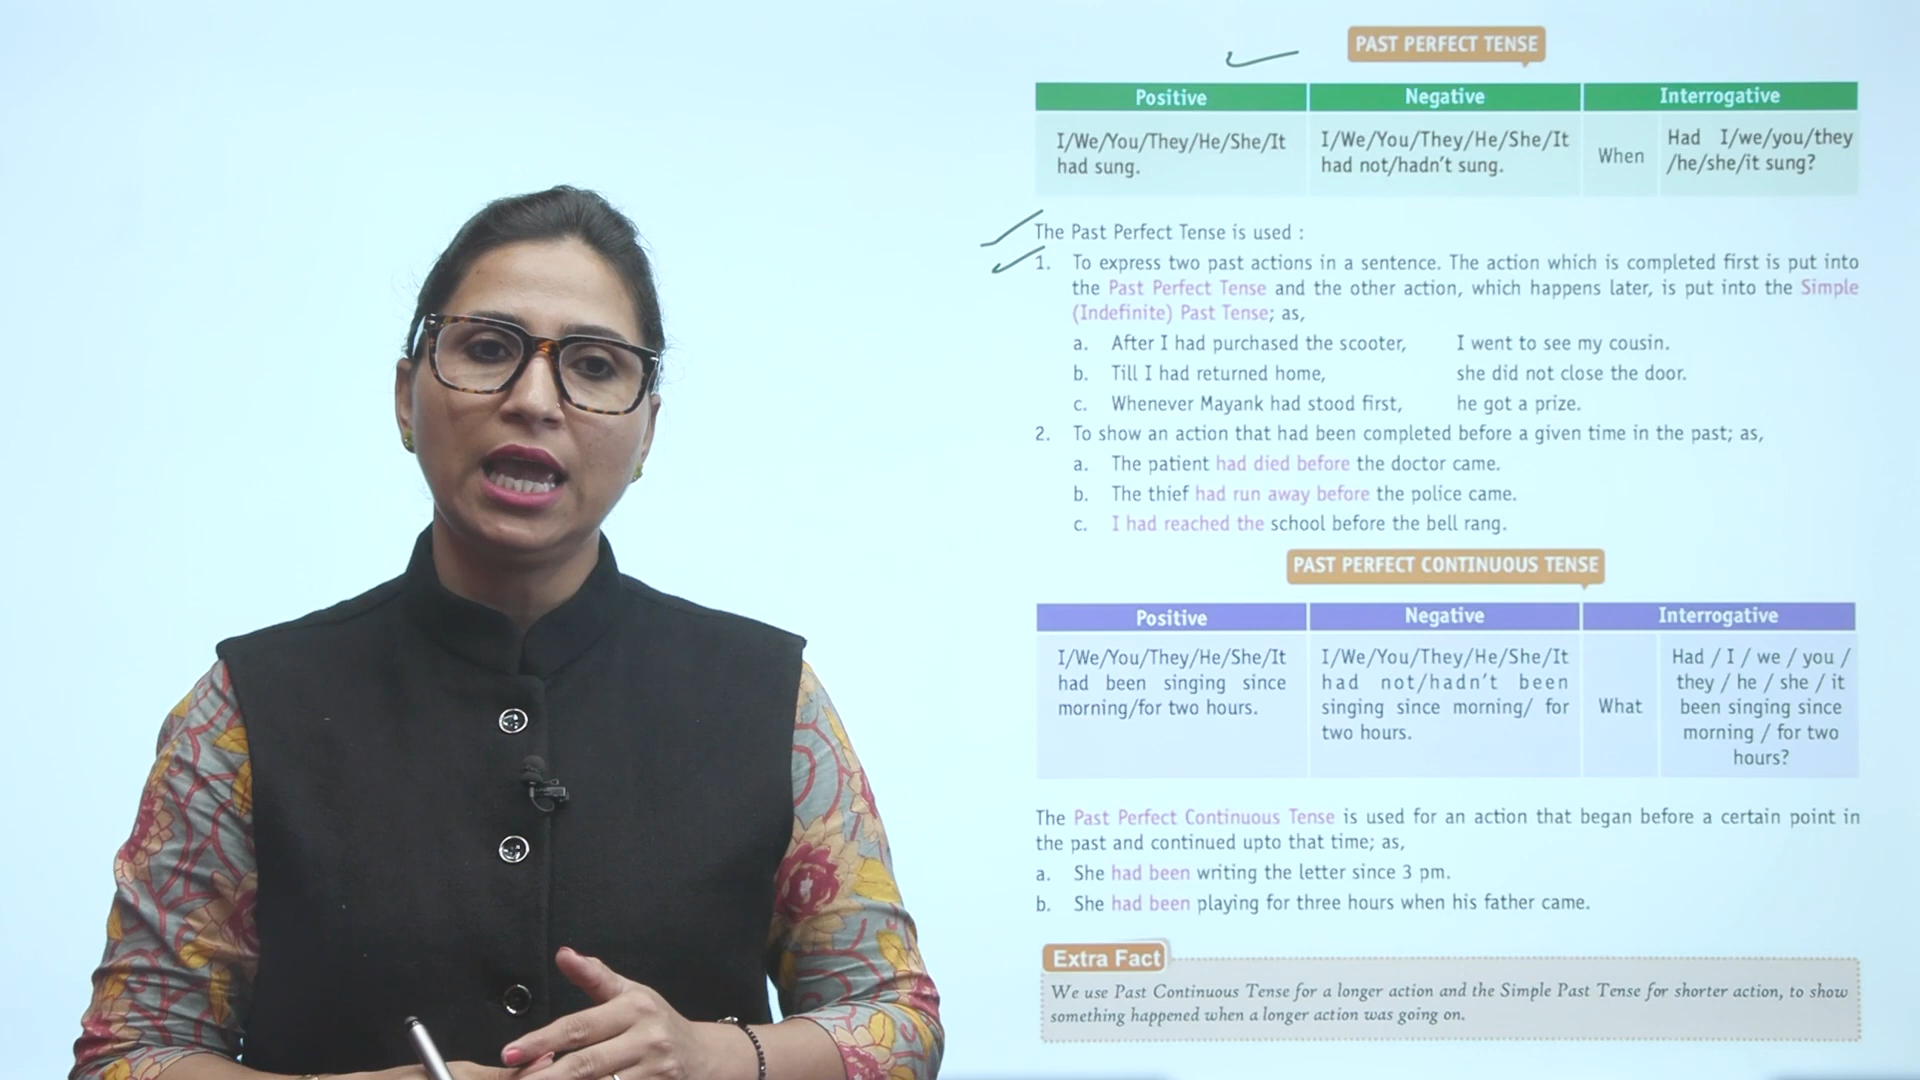 PAST PERFECT TENSE
Positive Negative Interrogative
I/We/You/They/He/She/It
had sung.
I/We/You/They/He/She/It
had not/hadn't sung.
When
Had I/we/you/they
/he/she/it sung?
The Past Perfect Tense is used :
1. To express two past actions in a sentence. The action which is completed first is put into
the Past Perfect Tense and the other action, which happens later, is put into the Simple
(Indefinite) Past Tense; as,
a. After I had purchased the scooter, I went to see my cousin.
b. Till I had returned home, she did not close the door.
c. Whenever Mayank had stood first, he got a prize.
2. To show an action that had been completed before a given time in the past; as,
a. The patient had died before the doctor came.
b. The thief had run away before the police came.
c. I had reached the school before the bell rang.
PAST PERFECT CONTINUOUS TENSE
Positive Negative Interrogative
I/We/You/They/He/She/It
had been singing since
morning/for two hours.
I/We/You/They/He/She/It
had not/hadn't been
singing since morning/ for
two hours.
What
Had / I / we / you /
they / he / she / it
been singing since
morning / for two
hours?
The Past Perfect Continuous Tense is used for an action that began before a certain point in
the past and continued upto that time; as,
a. She had been writing the letter since 3 pm.
b. She had been playing for three hours when his father came.
Extra Fact
We use Past Continuous Tense for a longer action and the Simple Past Tense for shorter action, to show
something happened when a longer action was going on.